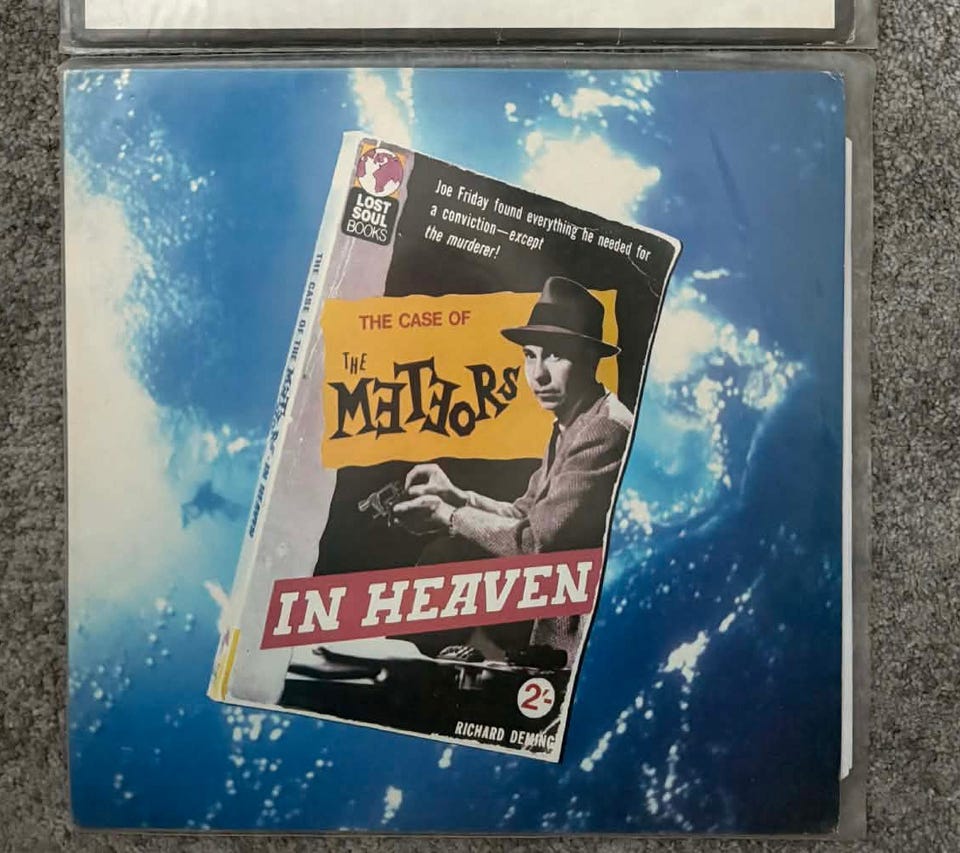 LOST
SOUL
BOOKS
Joe Friday found everything he needed for
a conviction—except
the murderer!
THE CASE OF
THE
METEORS
IN HEAVEN
2/-
RICHARD DEMING
THE CASE OF THE METEORS IN HEAVEN